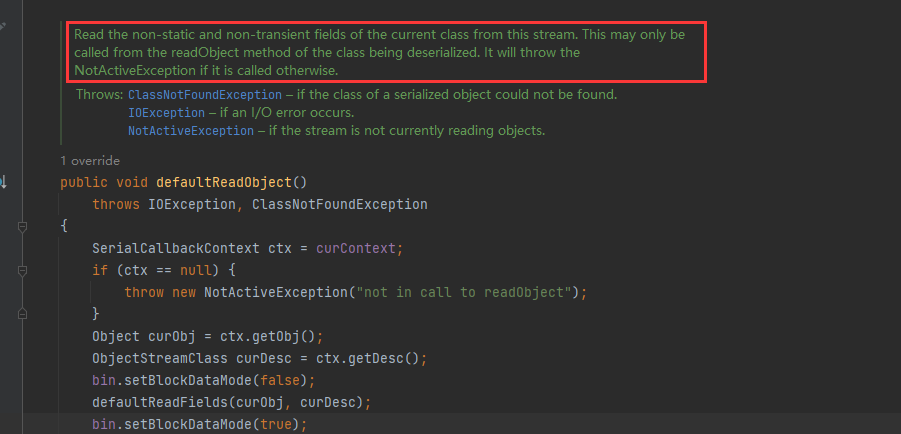 Read the non-static and non-transient fields of the current class from this stream. This may only be
called from the readObject method of the class being deserialized. It will throw the
NotActiveException if it is called otherwise.
Throws: ClassNotFoundException – if the class of a serialized object could not be found.
IOException – if an I/O error occurs.
NotActiveException – if the stream is not currently reading objects.
1 override
public void defaultReadObject()
throws IOException, ClassNotFoundException
{
SerialCallbackContext ctx = curContext;
if (ctx == null) {
throw new NotActiveException("not in call to readObject");
}
Object curObj = ctx.getObj();
ObjectStreamClass curDesc = ctx.getDesc();
bin.setBlockDataMode(false);
defaultReadFields(curObj, curDesc);
bin.setBlockDataMode(true);